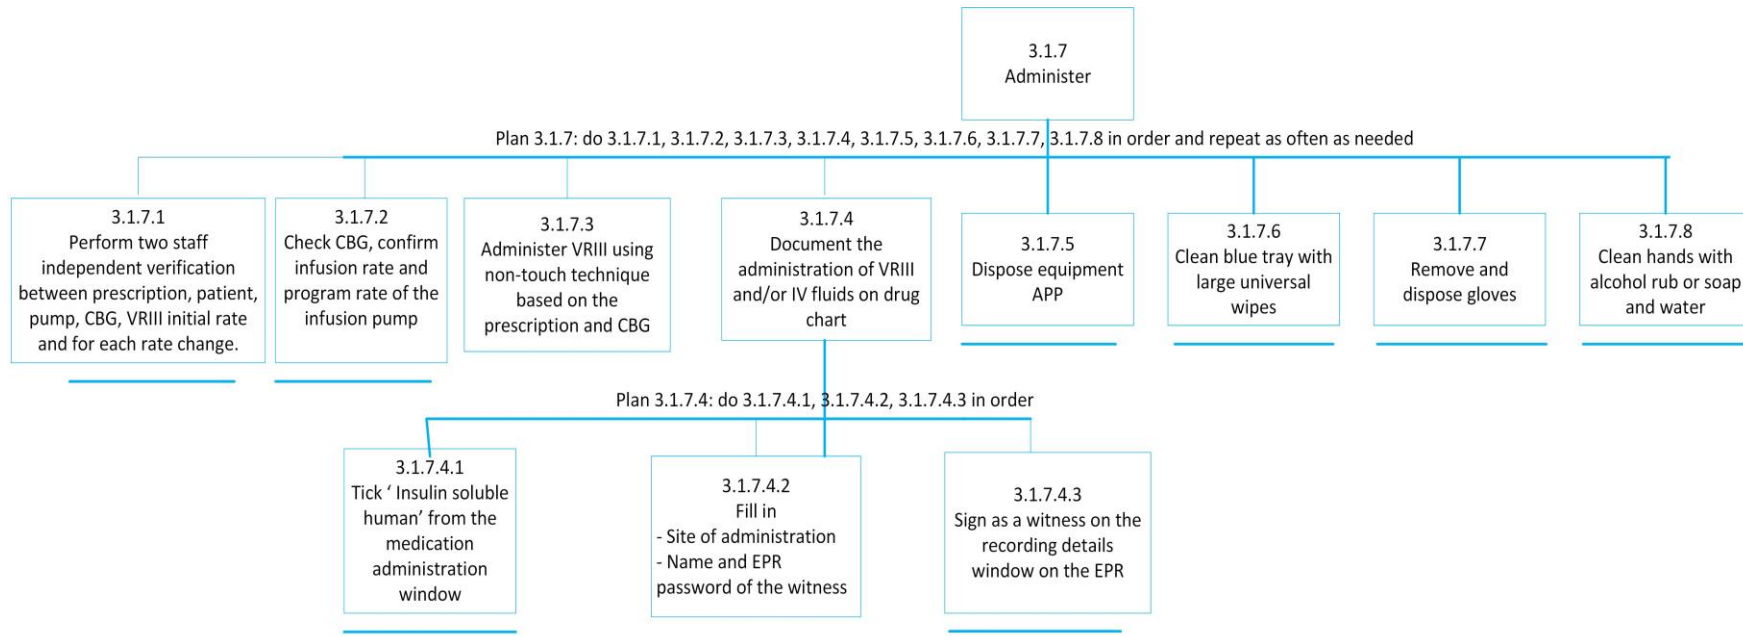 3.1.7
Administer
Plan 3.1.7: do 3.1.7.1, 3.1.7.2, 3.1.7.3, 3.1.7.4, 3.1.7.5, 3.1.7.6, 3.1.7.7, 3.1.7.8 in order and repeat as often as needed
3.1.7.1
Perform two staff
independent verification
between prescription, patient,
pump, CBG, VRIII initial rate
and for each rate change.
3.1.7.2
Check CBG, confirm
infusion rate and
program rate of the
infusion pump
3.1.7.3
Administer VRIII using
non-touch technique
based on the
prescription and CBG
3.1.7.4
Document the
administration of VRIII
and/or IV fluids on drug
chart
3.1.7.5
Dispose equipment
APP
3.1.7.6
Clean blue tray with
large universal
wipes
3.1.7.7
Remove and
dispose gloves
3.1.7.8
Clean hands with
alcohol rub or soap
and water
Plan 3.1.7.4: do 3.1.7.4.1, 3.1.7.4.2, 3.1.7.4.3 in order
3.1.7.4.1
Tick ‘ Insulin soluble
human’ from the
medication
administration
window
3.1.7.4.2
Fill in
- Site of administration
- Name and EPR
password of the witness
3.1.7.4.3
Sign as a witness on the
recording details
window on the EPR